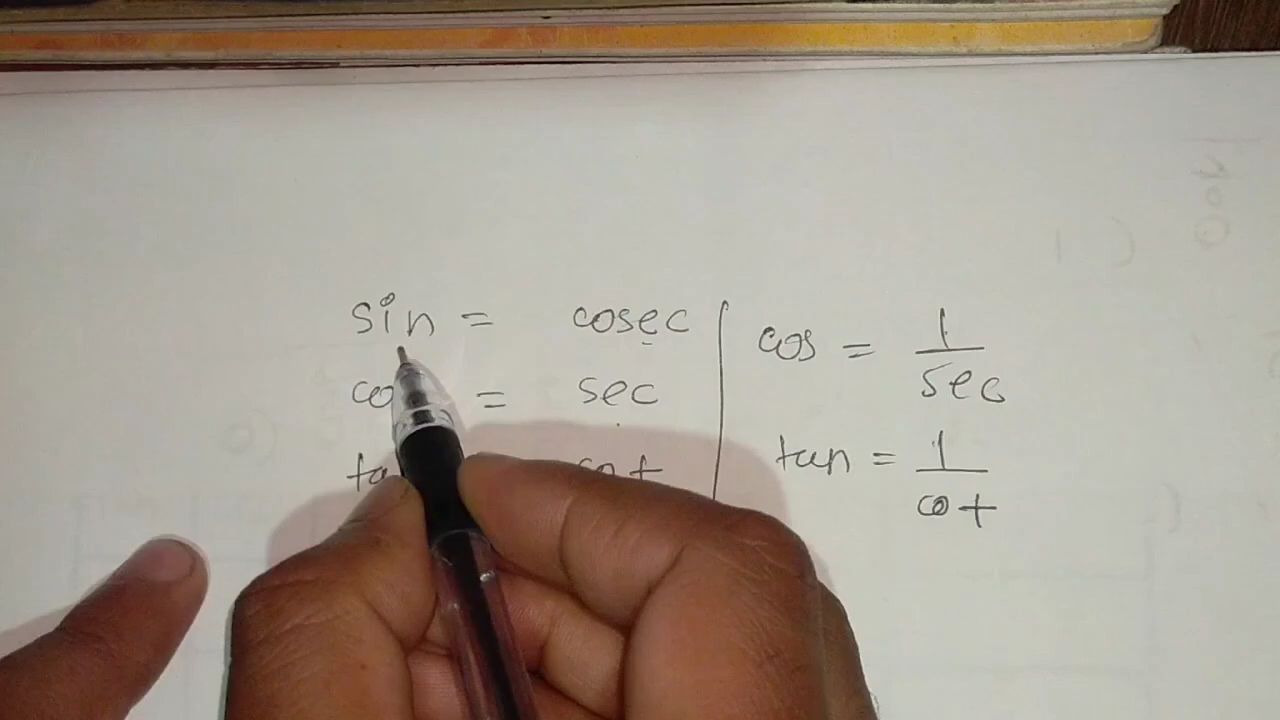 sin = cosec
= sec
cos = 1/sec
tan = 1/cot